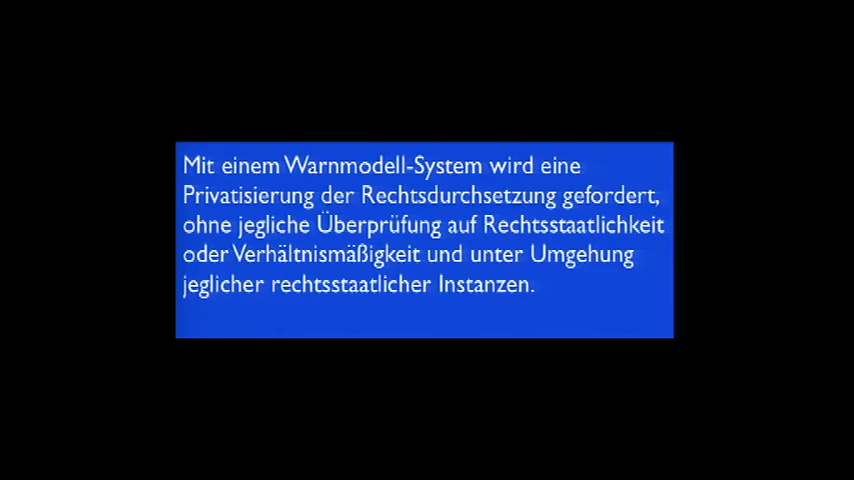 Mit einem Warnmodell-System wird eine
Privatisierung der Rechtsdurchsetzung gefordert,
ohne jegliche Überprüfung auf Rechtsstaatlichkeit
oder Verhältnismäßigkeit und unter Umgehung
jeglicher rechtsstaatlicher Instanzen.